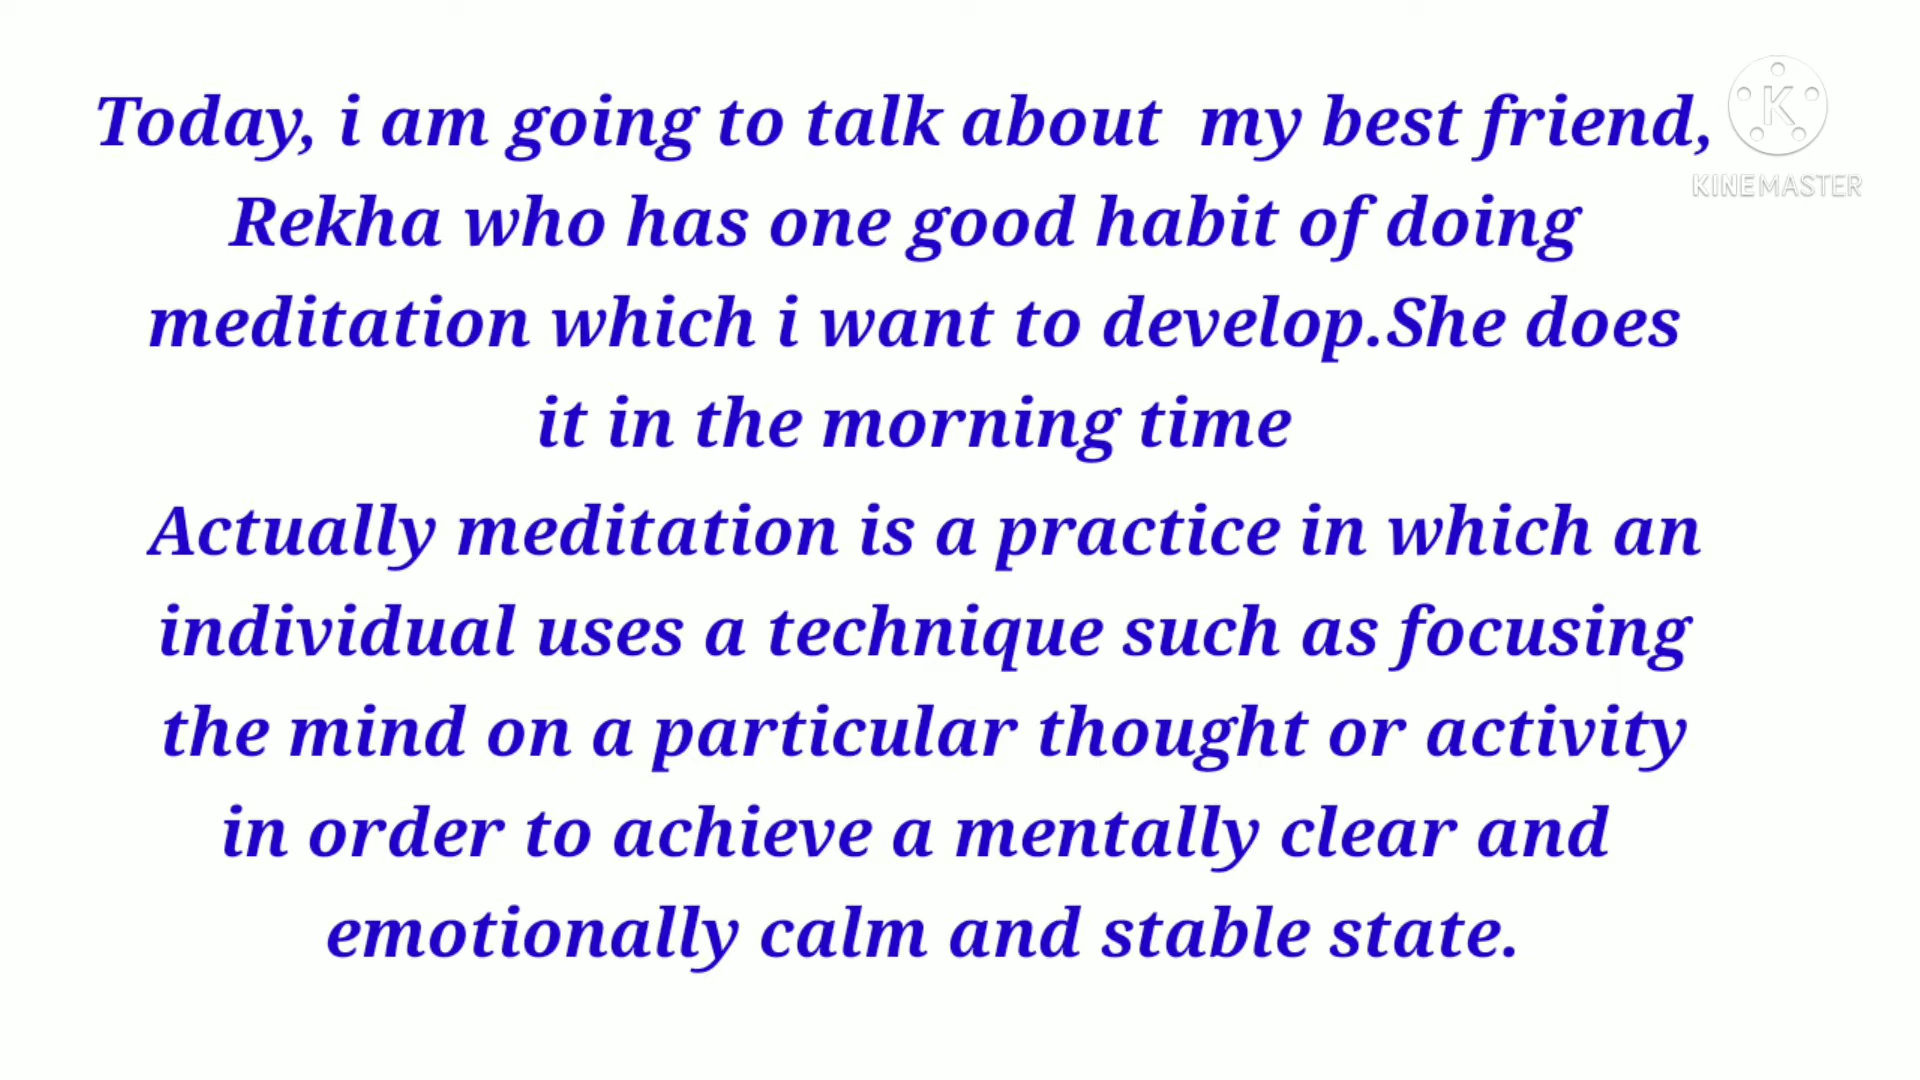 Today, i am going to talk about  my best friend,
KINEMASTER
Rekha who has one good habit of doing
meditation which i want to develop.She does
it in the morning time
Actually meditation is a practice in which an
individual uses a technique such as focusing
the mind on a particular thought or activity
in order to achieve a mentally clear and
emotionally calm and stable state.